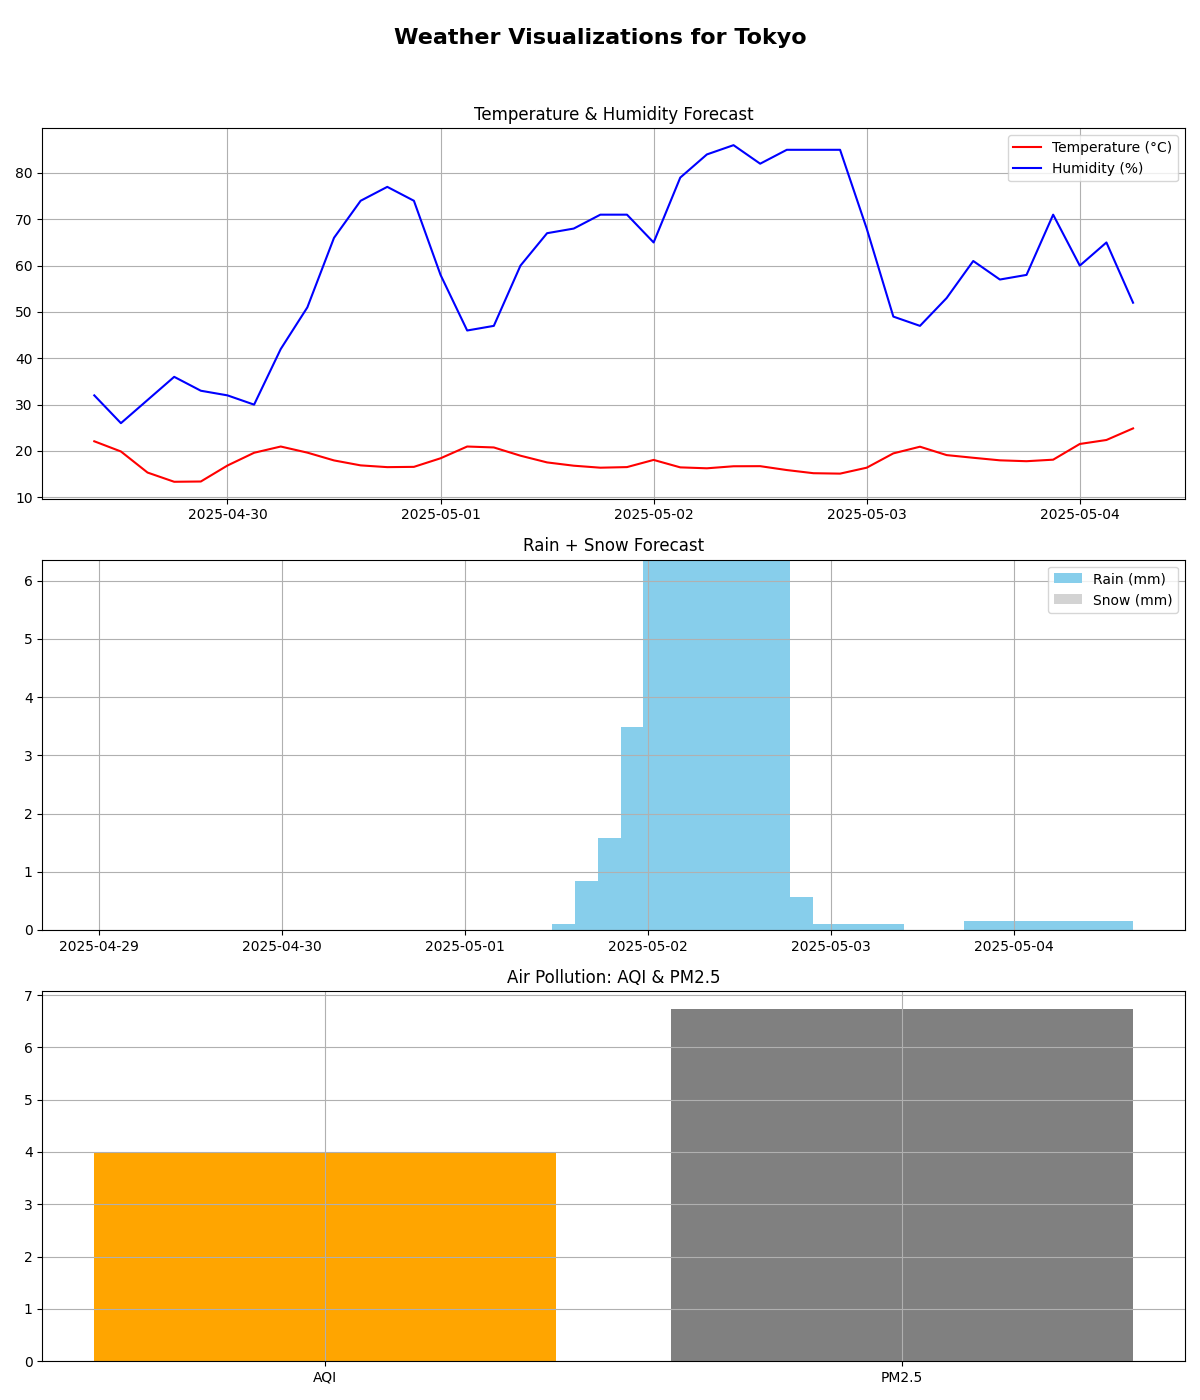 Weather Visualizations for Tokyo
Temperature & Humidity Forecast
Temperature (°C)
Humidity (%)
80
70
60
50
40
30
20
10
2025-04-30 2025-05-01 2025-05-02 2025-05-03 2025-05-04
Rain + Snow Forecast
Rain (mm)
Snow (mm)
6
5
4
3
2
1
0
2025-04-29 2025-04-30 2025-05-01 2025-05-02 2025-05-03 2025-05-04
Air Pollution: AQI & PM2.5
7
6
5
4
3
2
1
0
AQI PM2.5